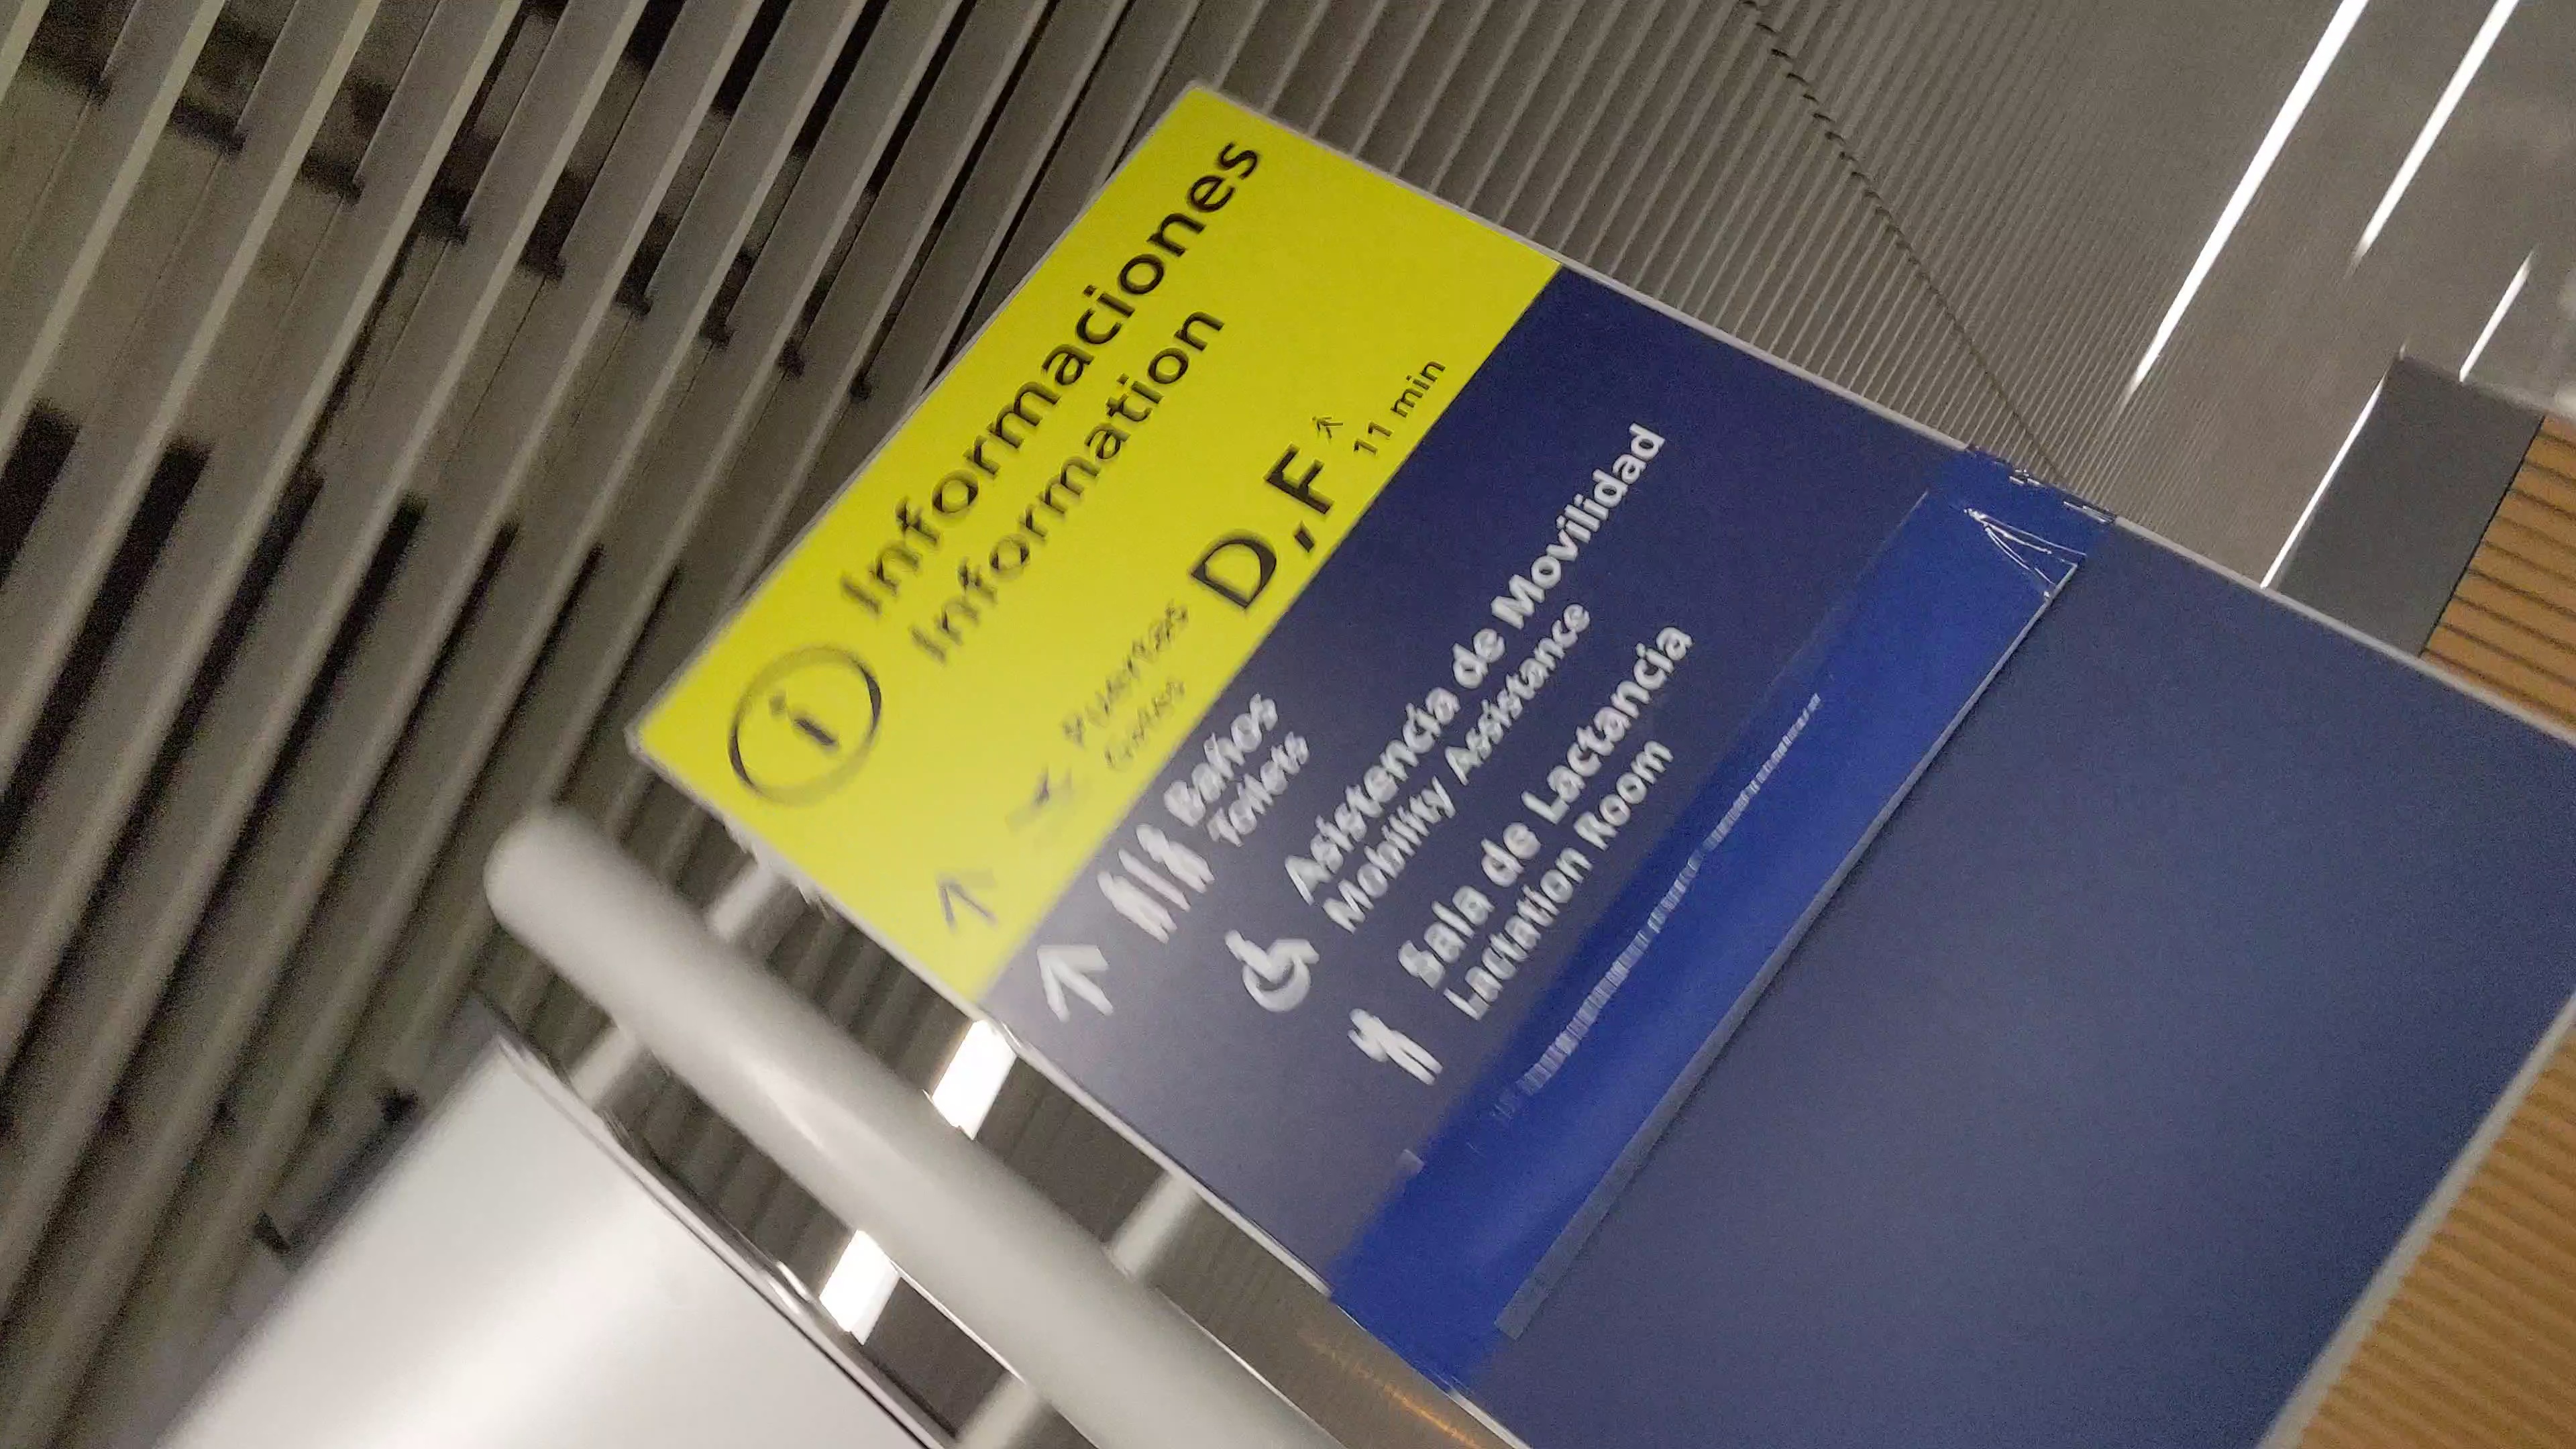 i
Informaciones
Information
Puertas
Gates
D,F
11 min
Baños
Toilets
Asistencia de Movilidad
Mobility Assistance
Sala de Lactancia
Lactation Room